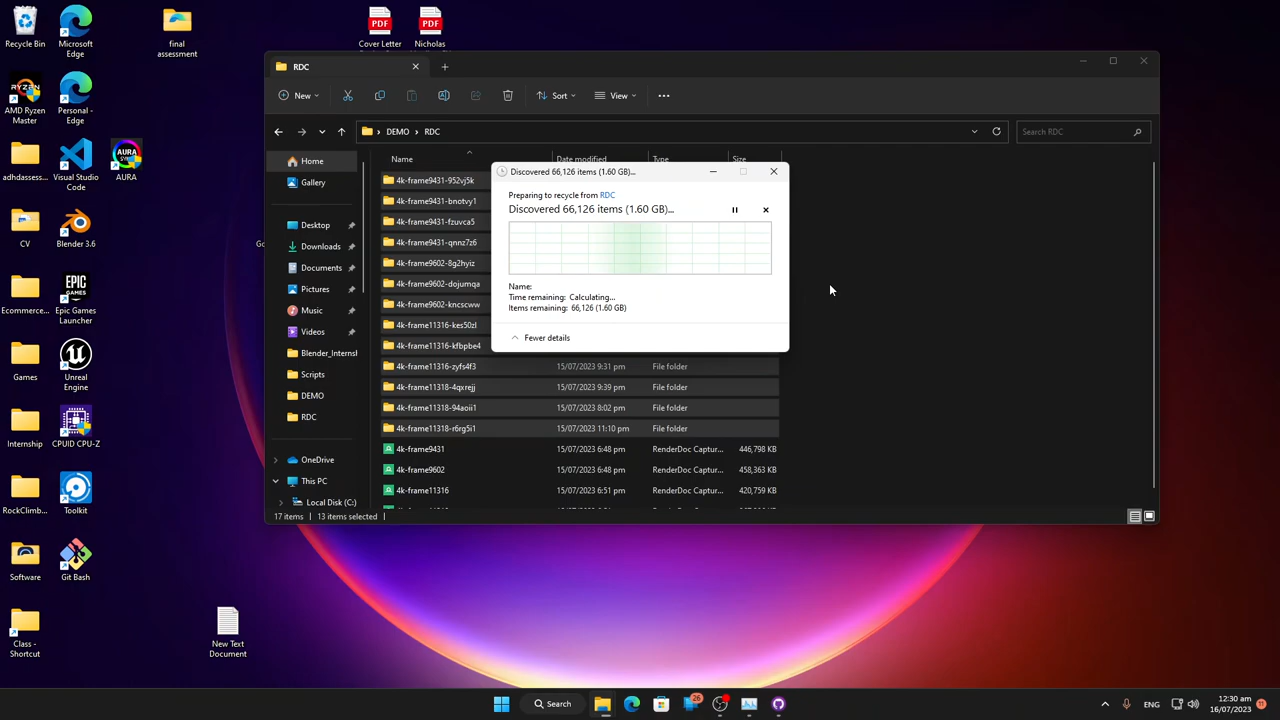 Recycle Bin
Microsoft
Edge
final
assessment
PDF
Cover Letter
PDF
Nicholas
AMD Ryzen
Master
Personal -
Edge
adhdassess...
Visual Studio
Code
AURA
CV
Blender 3.6
Ecommerce...
Epic Games
Launcher
Games
Unreal
Engine
Internship
CPUID CPU-Z
RockClimb...
Toolkit
Software
Git Bash
Class -
Shortcut
New Text
Document
RDC
New
Sort
View
DEMO
RDC
Search RDC
Home
Gallery
Desktop
Downloads
Documents
Pictures
Music
Videos
Blender_Internsh
Scripts
DEMO
RDC
OneDrive
This PC
Local Disk (C:)
Name Date modified Type Size
4k-frame9431-952vj5k
4k-frame9431-bnotvy1
4k-frame9431-fzuvca5
4k-frame9431-qnnz7z6
4k-frame9602-8g2hyiz
4k-frame9602-dojumqa
4k-frame9602-kncscww
4k-frame11316-kes50zl
4k-frame11316-kfbpbe4
4k-frame11316-zyfs4f3 15/07/2023 9:31 pm File folder
4k-frame11318-4qxrejj 15/07/2023 9:39 pm File folder
4k-frame11318-94aoii1 15/07/2023 8:02 pm File folder
4k-frame11318-r6rg5i1 15/07/2023 11:10 pm File folder
4k-frame9431 15/07/2023 6:48 pm RenderDoc Captur... 446,798 KB
4k-frame9602 15/07/2023 6:48 pm RenderDoc Captur... 458,363 KB
4k-frame11316 15/07/2023 6:51 pm RenderDoc Captur... 420,759 KB
17 items 13 items selected
Discovered 66,126 items (1.60 GB)...
Preparing to recycle from RDC
Discovered 66,126 items (1.60 GB)...
Name:
Time remaining: Calculating...
Items remaining: 66,126 (1.60 GB)
Fewer details
Search
26
ENG
12:30 am
16/07/2023